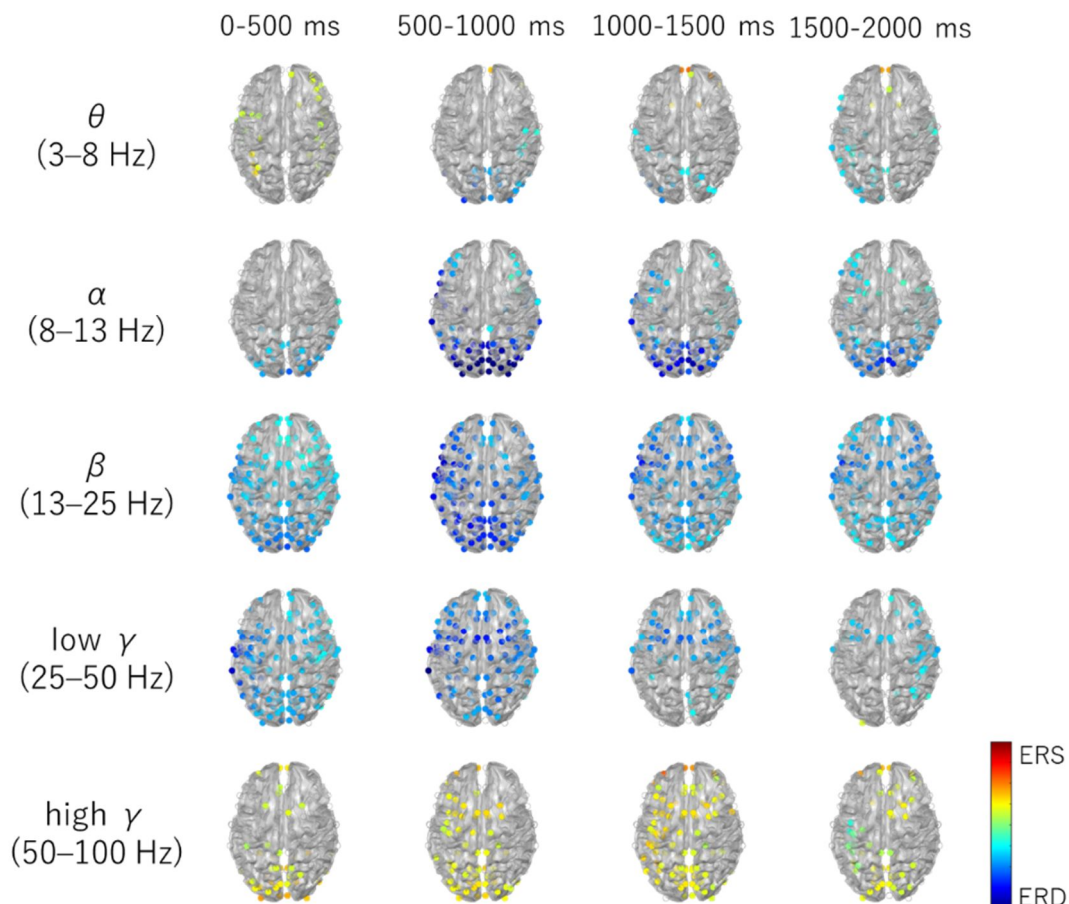 0-500 ms
500-1000 ms
1000-1500 ms
1500-2000 ms
θ
(3–8 Hz)
α
(8–13 Hz)
β
(13–25 Hz)
low γ
(25–50 Hz)
high γ
(50–100 Hz)
ERS
ERD